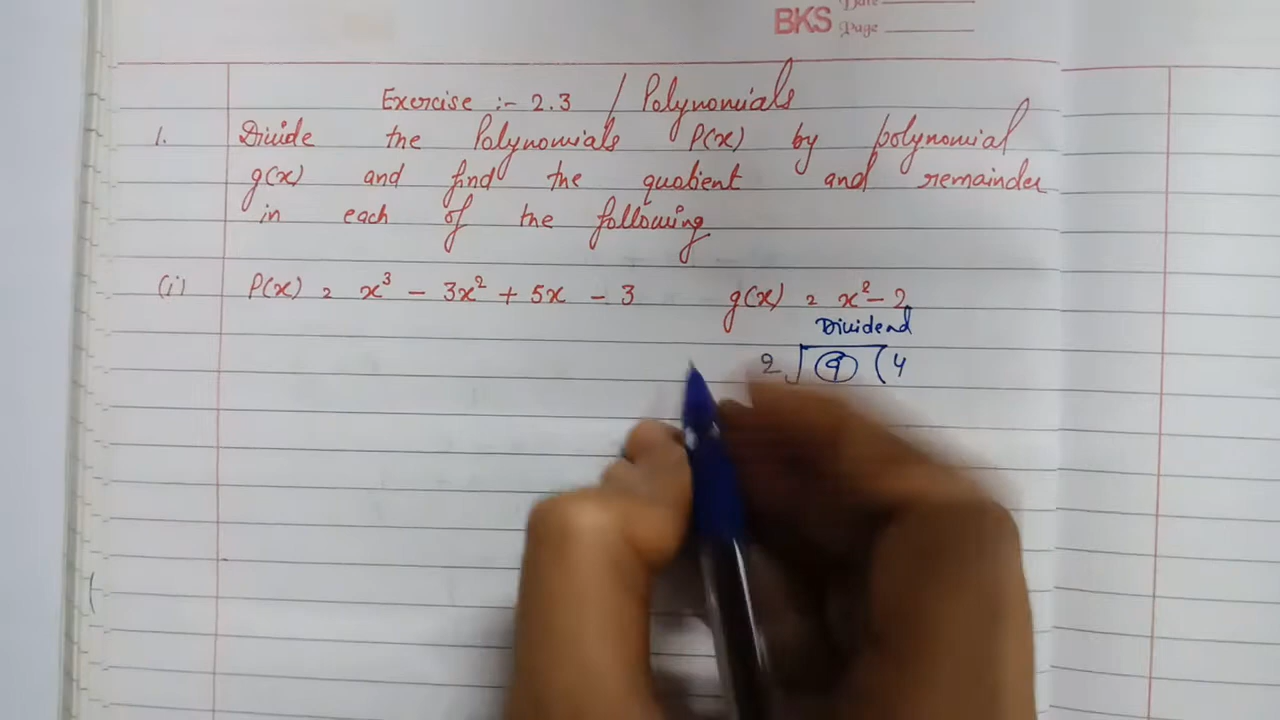 BKS Date
Page
Exercise :- 2.3 / Polynomials
1. Divide the Polynomials P(x) by polynomial
g(x) and find the quotient and remainder
in each of the following
(i) P(x) = x³ - 3x² + 5x - 3 g(x) = x² - 2
Dividend
2 9 ( 4